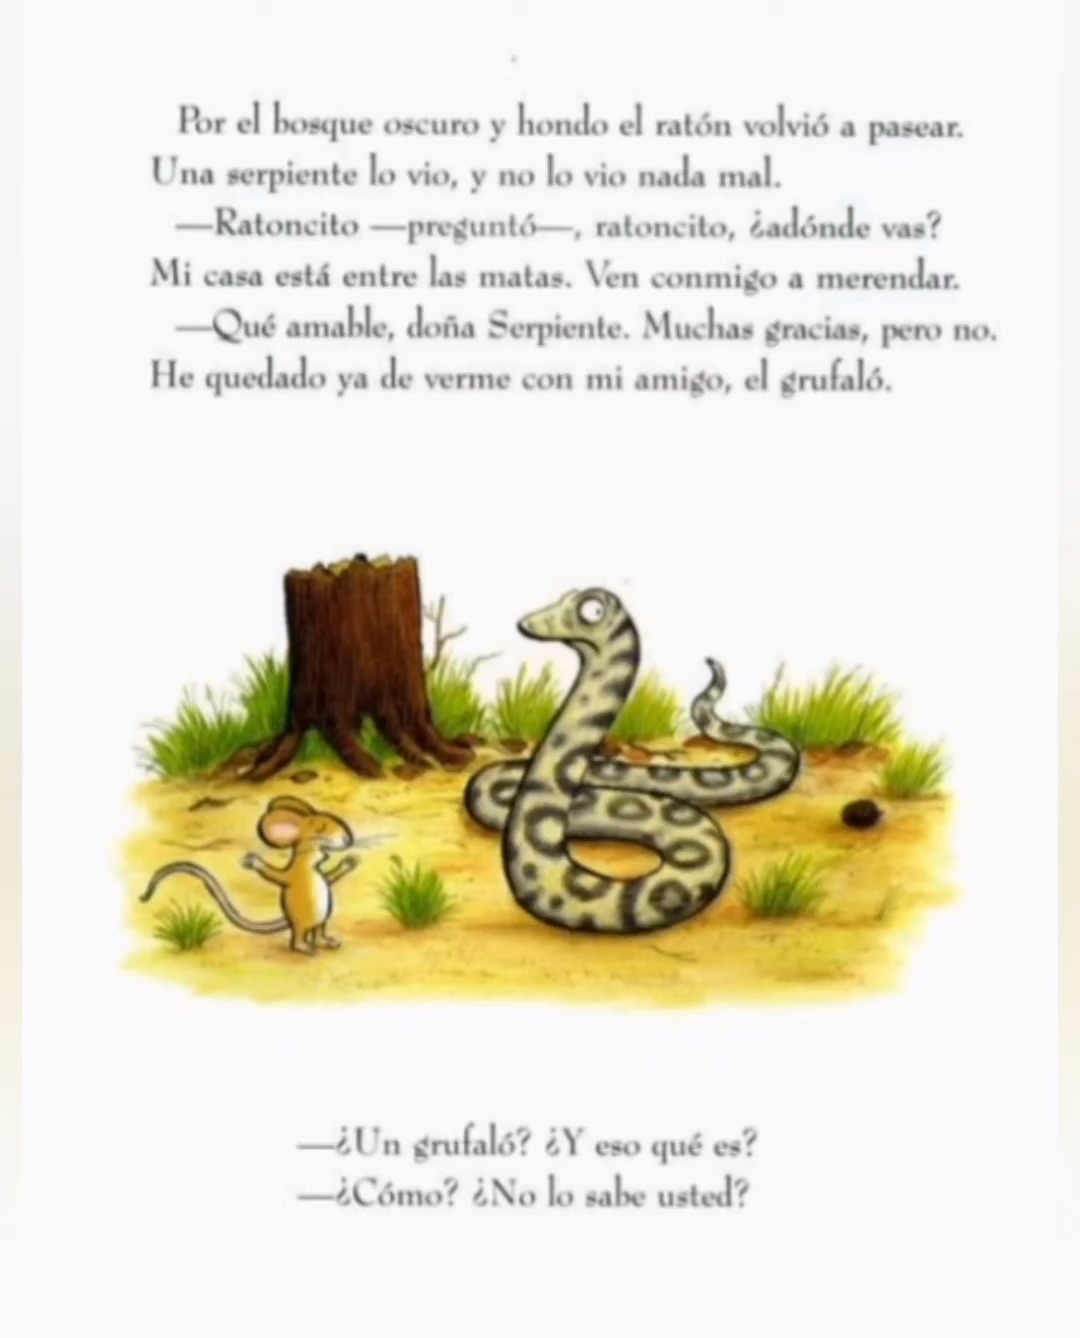 Por el bosque oscuro y hondo el ratón volvió a pasear.
Una serpiente lo vio, y no lo vio nada mal.
—Ratoncito —preguntó—, ratoncito, ¿adónde vas?
Mi casa está entre las matas. Ven conmigo a merendar.
—Qué amable, doña Serpiente. Muchas gracias, pero no.
He quedado ya de verme con mi amigo, el grufaló.
—¿Un grufaló? ¿Y eso qué es?
—¿Cómo? ¿No lo sabe usted?